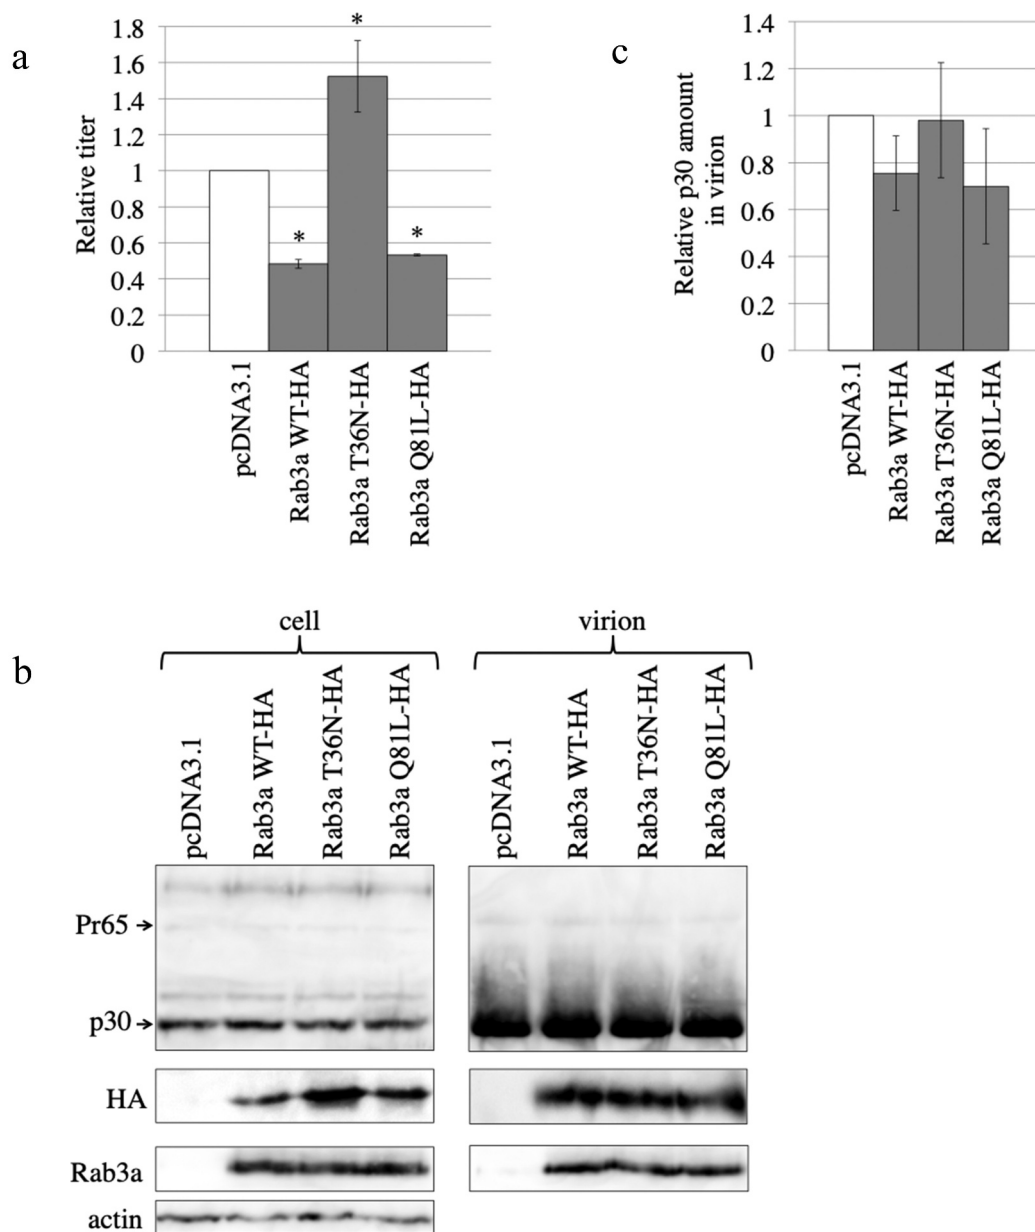 a
Relative titer
1.8
1.6
1.4
1.2
1
0.8
0.6
0.4
0.2
0
*
*
*
pcDNA3.1
Rab3a WT-HA
Rab3a T36N-HA
Rab3a Q81L-HA
c
Relative p30 amount
in virion
1.4
1.2
1
0.8
0.6
0.4
0.2
0
pcDNA3.1
Rab3a WT-HA
Rab3a T36N-HA
Rab3a Q81L-HA
b
cell
virion
pcDNA3.1
Rab3a WT-HA
Rab3a T36N-HA
Rab3a Q81L-HA
pcDNA3.1
Rab3a WT-HA
Rab3a T36N-HA
Rab3a Q81L-HA
Pr65
p30
HA
Rab3a
actin